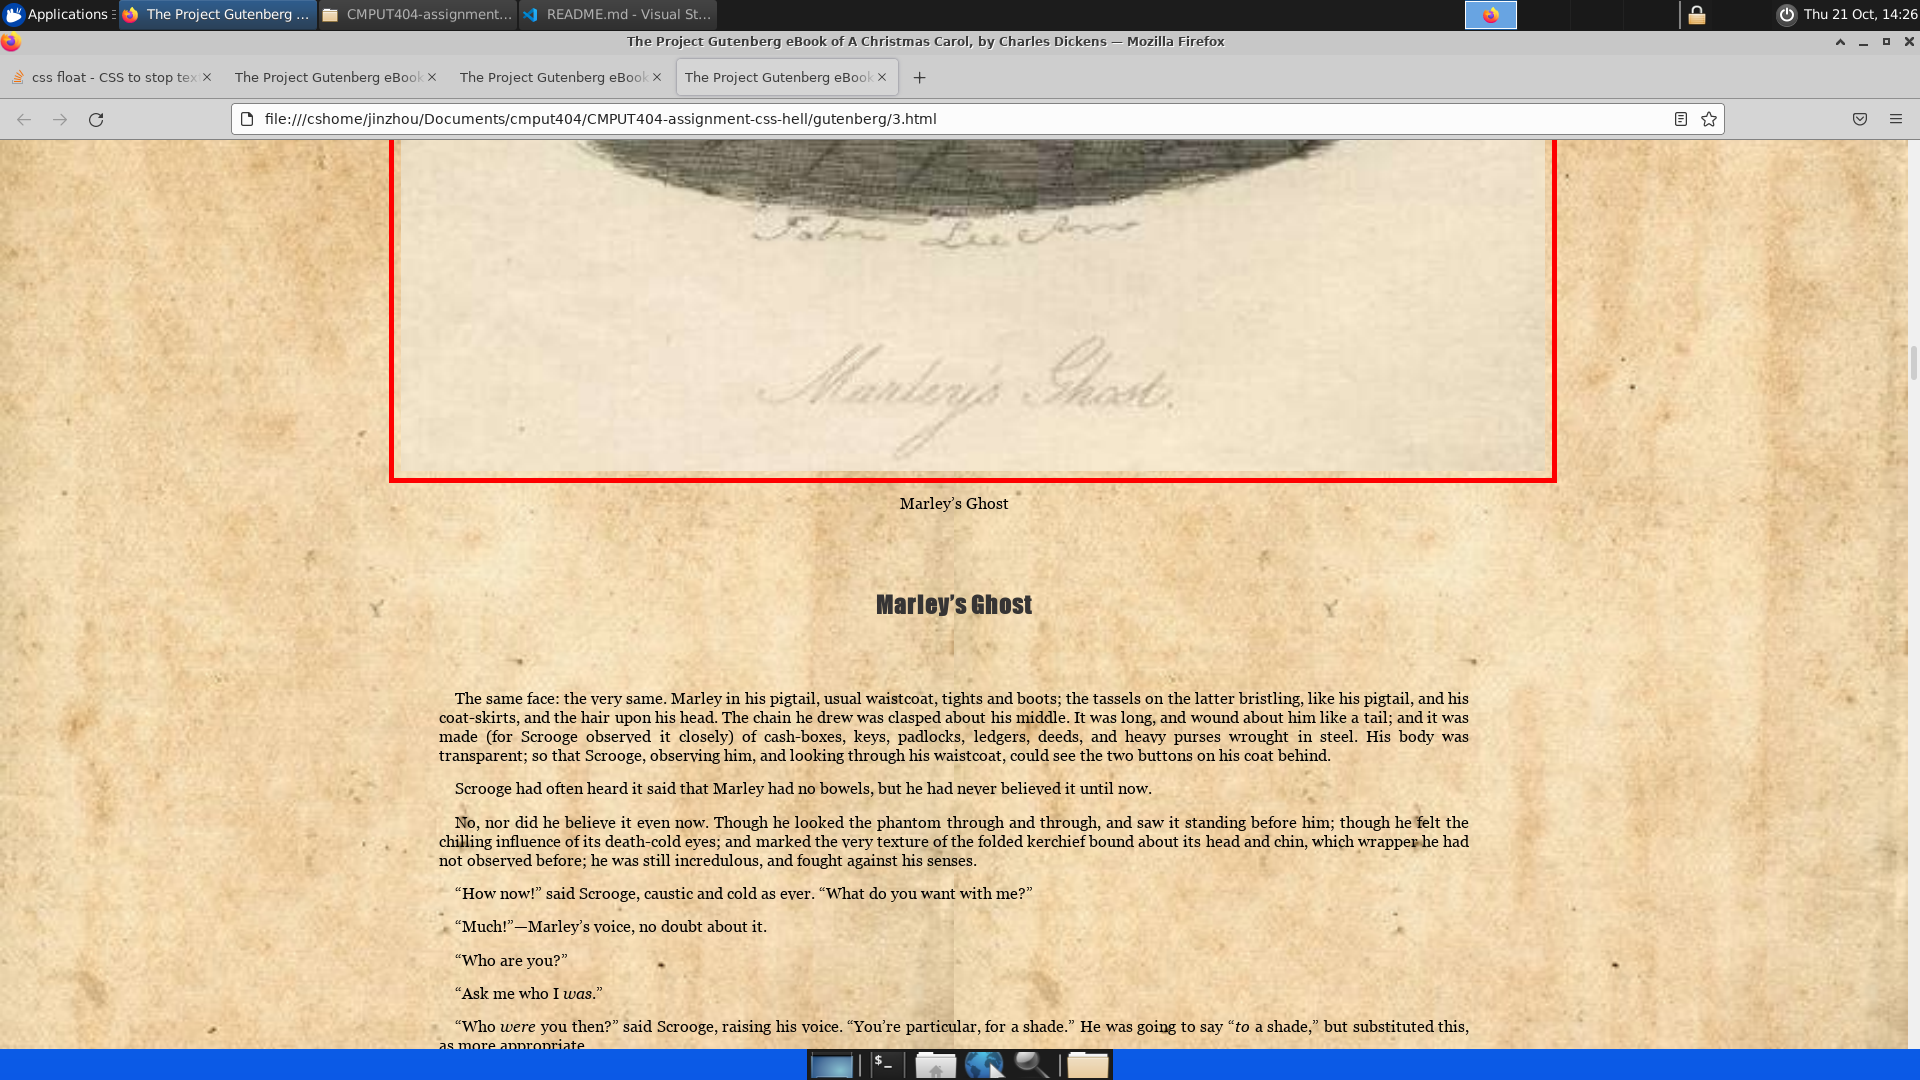 Applications
The Project Gutenberg ...
CMPUT404-assignment...
README.md - Visual St...
Thu 21 Oct, 14:26
The Project Gutenberg eBook of A Christmas Carol, by Charles Dickens — Mozilla Firefox
css float - CSS to stop tex
The Project Gutenberg eBook
The Project Gutenberg eBook
The Project Gutenberg eBook
file:///cshome/jinzhou/Documents/cmput404/CMPUT404-assignment-css-hell/gutenberg/3.html
Marley's Ghost.
Marley’s Ghost
Marley’s Ghost
The same face: the very same. Marley in his pigtail, usual waistcoat, tights and boots; the tassels on the latter bristling, like his pigtail, and his
coat-skirts, and the hair upon his head. The chain he drew was clasped about his middle. It was long, and wound about him like a tail; and it was
made (for Scrooge observed it closely) of cash-boxes, keys, padlocks, ledgers, deeds, and heavy purses wrought in steel. His body was
transparent; so that Scrooge, observing him, and looking through his waistcoat, could see the two buttons on his coat behind.
Scrooge had often heard it said that Marley had no bowels, but he had never believed it until now.
No, nor did he believe it even now. Though he looked the phantom through and through, and saw it standing before him; though he felt the
chilling influence of its death-cold eyes; and marked the very texture of the folded kerchief bound about its head and chin, which wrapper he had
not observed before; he was still incredulous, and fought against his senses.
“How now!” said Scrooge, caustic and cold as ever. “What do you want with me?”
“Much!”—Marley’s voice, no doubt about it.
“Who are you?”
“Ask me who I was.”
“Who were you then?” said Scrooge, raising his voice. “You’re particular, for a shade.” He was going to say “to a shade,” but substituted this,
as more appropriate
$_